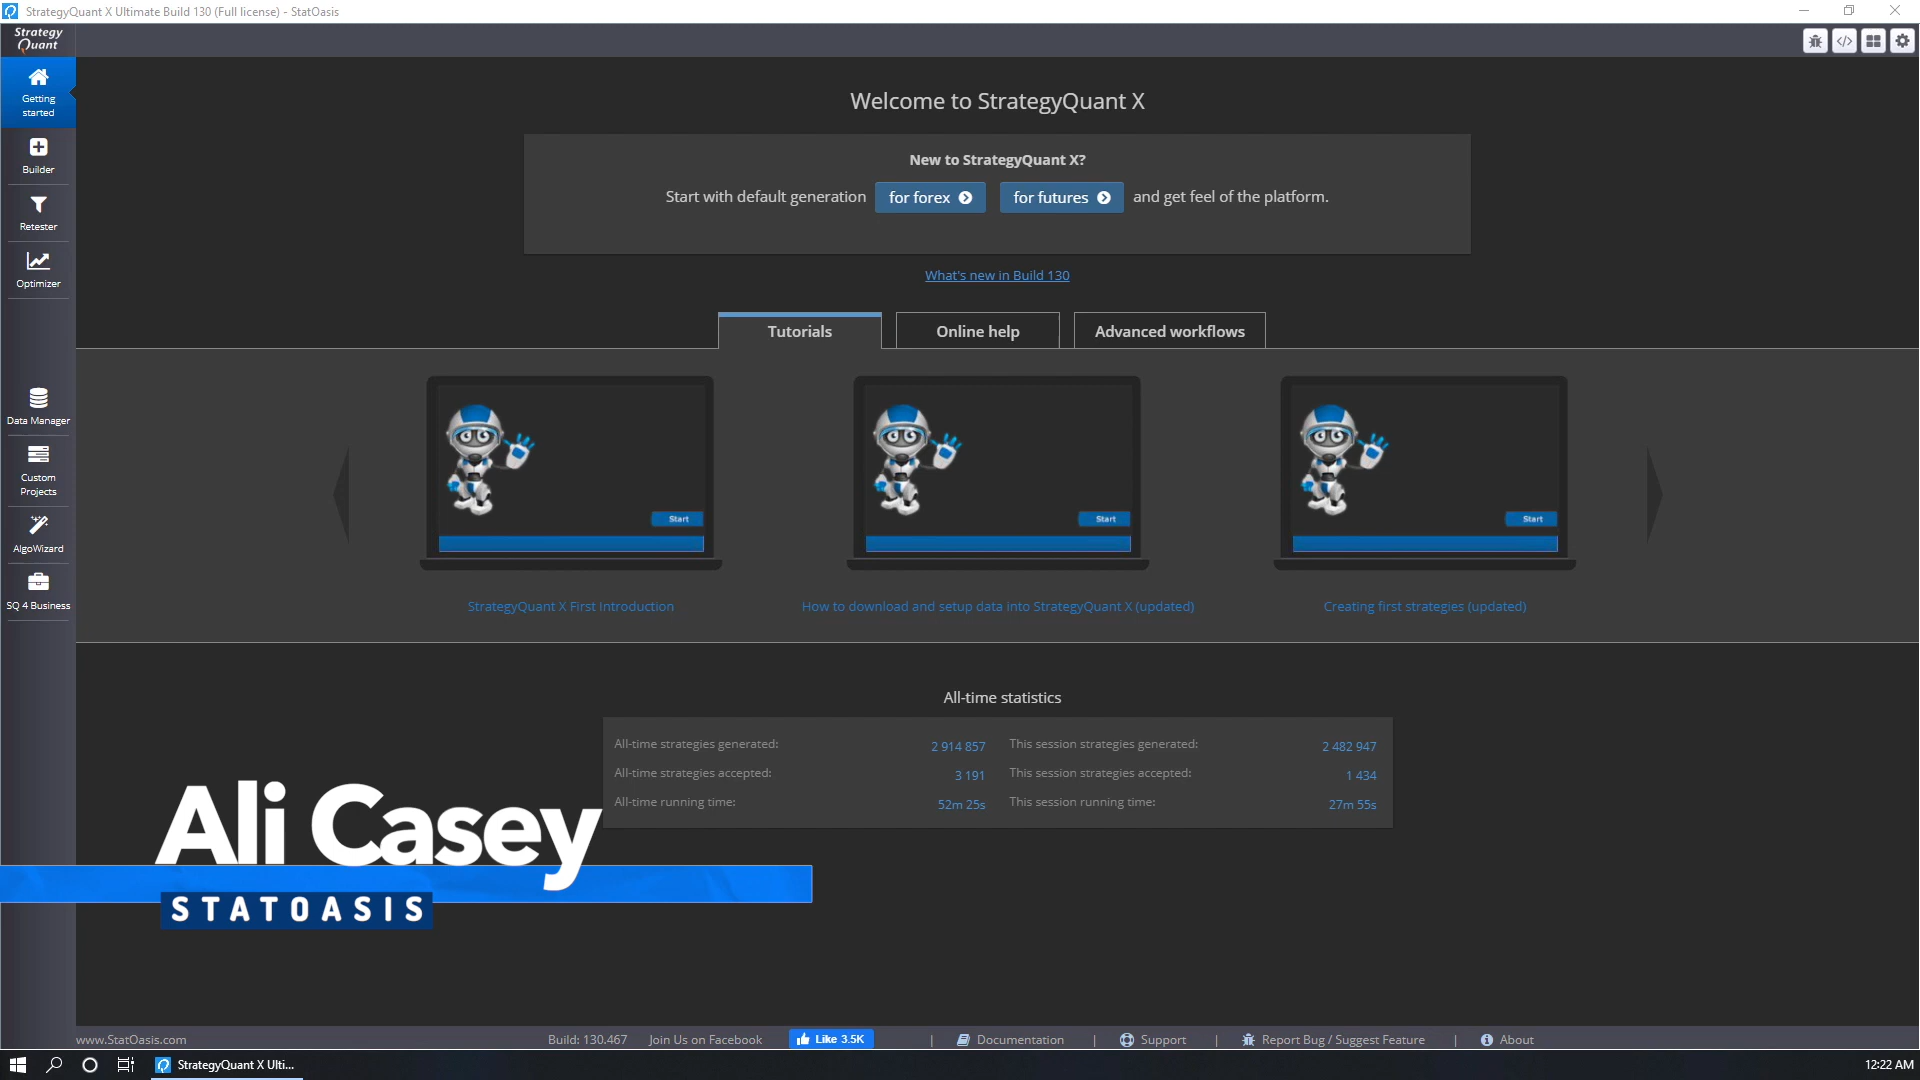 StrategyQuant X Ultimate Build 130 (Full license) - StatOasis
Strategy
Quant
Getting
started
Builder
Retester
Optimizer
Data Manager
Custom
Projects
AlgoWizard
SQ 4 Business
Welcome to StrategyQuant X
New to StrategyQuant X?
Start with default generation for forex for futures and get feel of the platform.
What's new in Build 130
Tutorials Online help Advanced workflows
Start Start Start
StrategyQuant X First Introduction
How to download and setup data into StrategyQuant X (updated)
Creating first strategies (updated)
All-time statistics
All-time strategies generated: 2 914 857 This session strategies generated: 2 482 947
All-time strategies accepted: 3 191 This session strategies accepted: 1 434
All-time running time: 52m 25s This session running time: 27m 55s
Ali Casey
STATOASIS
www.StatOasis.com Build: 130.467 Join Us on Facebook Like 3.5K | Documentation | Support | Report Bug / Suggest Feature | About
StrategyQuant X Ulti... 12:22 AM